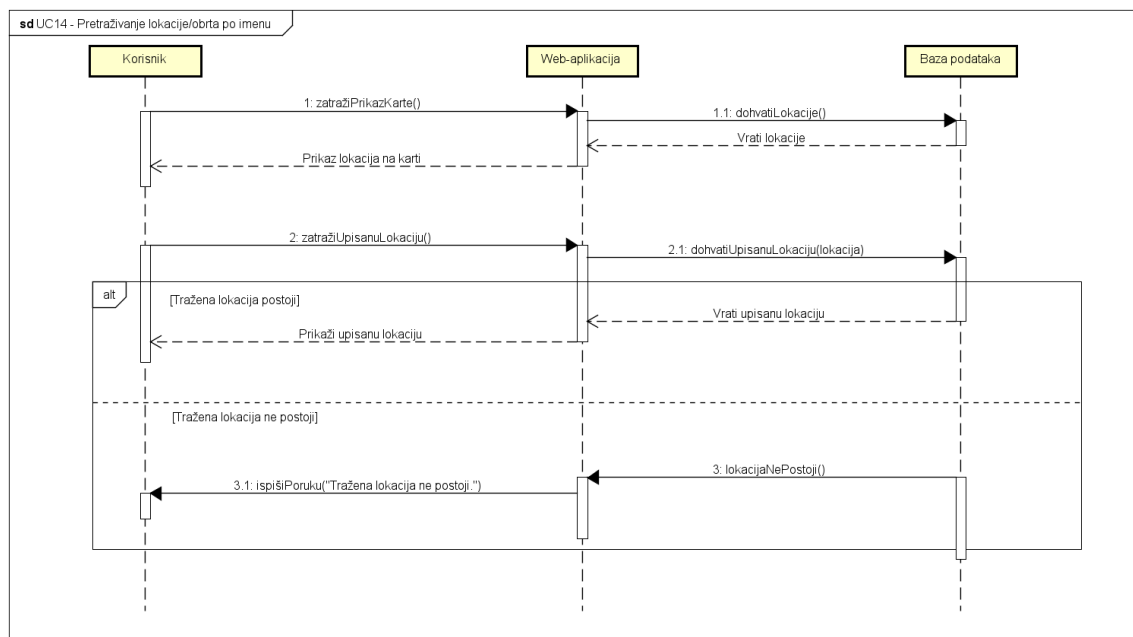 sd UC14 - Pretraživanje lokacije/obrta po imenu
Korisnik
Web-aplikacija
Baza podataka
1: zatražiPrikazKarte()
1.1: dohvatiLokacije()
Vrati lokacije
Prikaz lokacija na karti
2: zatražiUpisanuLokaciju()
2.1: dohvatiUpisanuLokaciju(lokacija)
alt
[Tražena lokacija postoji]
Vrati upisanu lokaciju
Prikaži upisanu lokaciju
[Tražena lokacija ne postoji]
3: lokacijaNePostoji()
3.1: ispišiPoruku("Tražena lokacija ne postoji.")